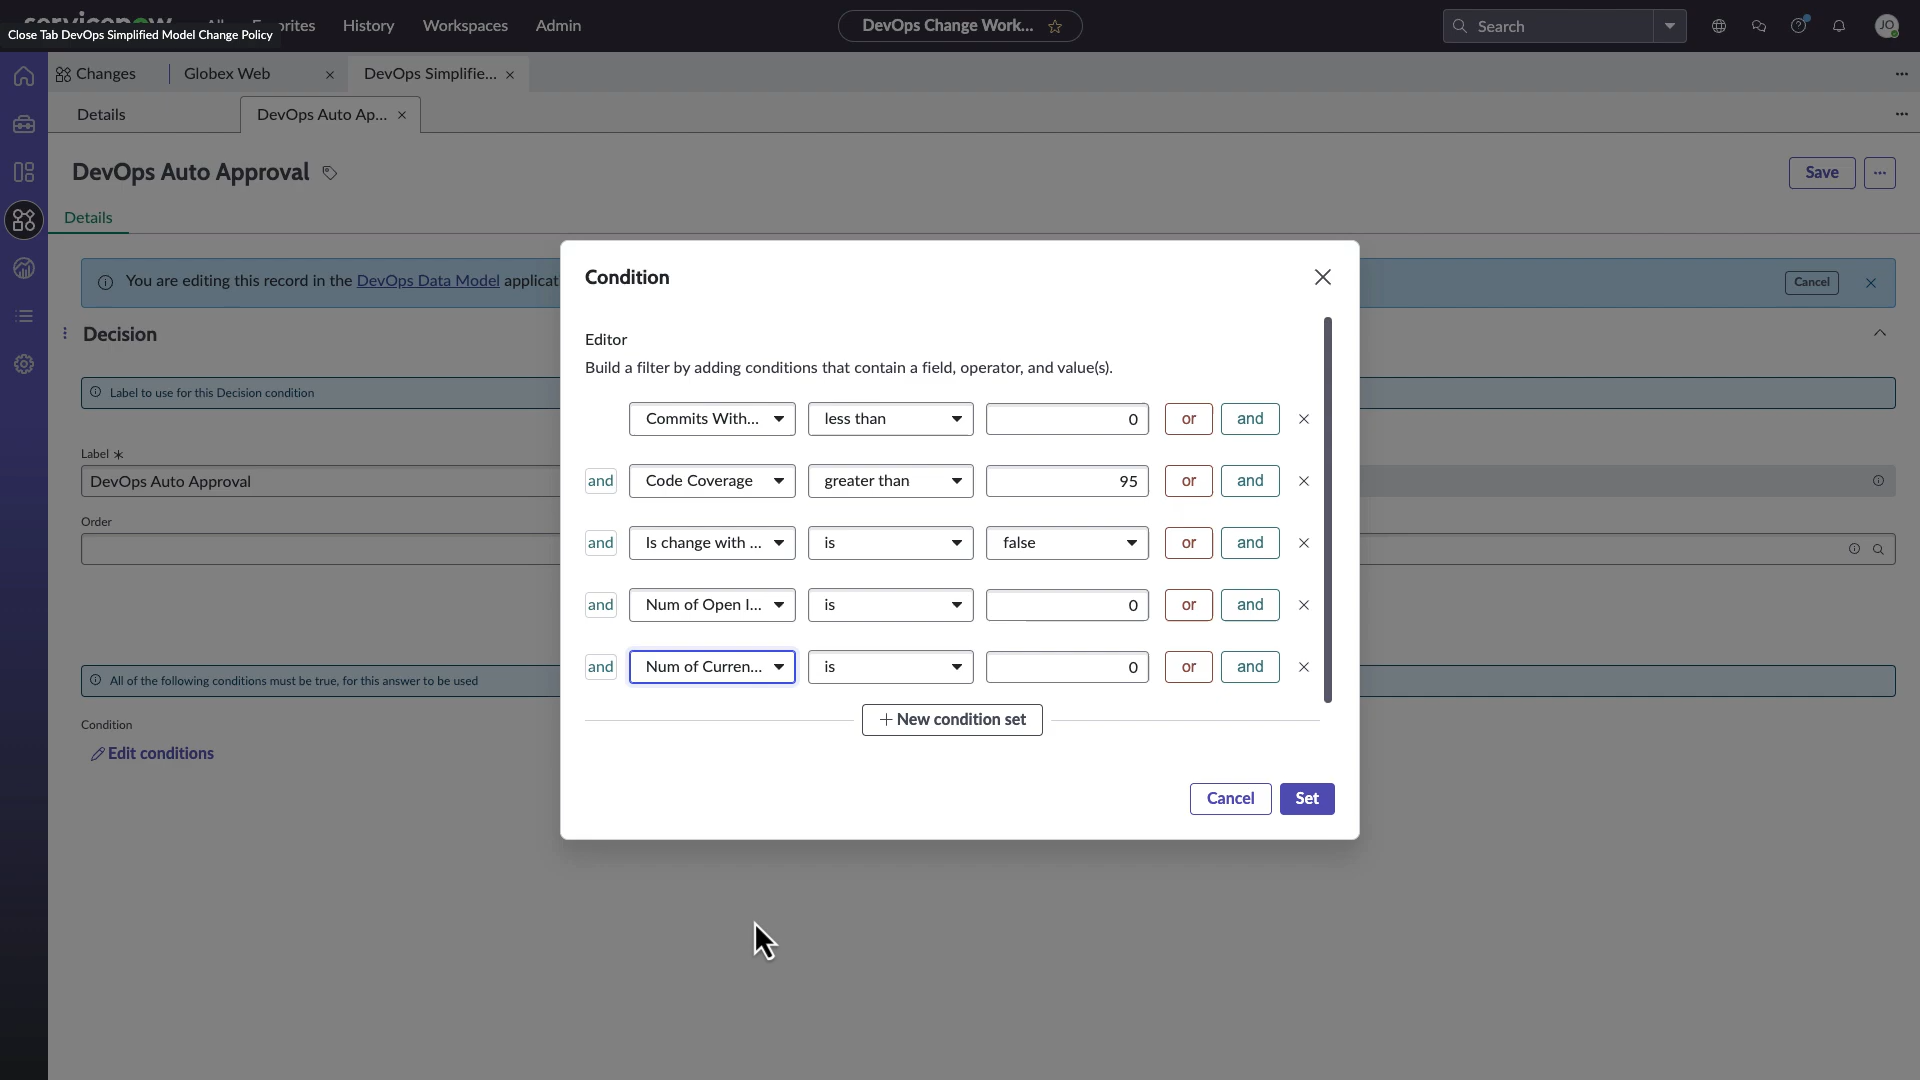 servicenow All Favorites History Workspaces Admin DevOps Change Work... Search JO
Close Tab DevOps Simplified Model Change Policy
Changes Globex Web DevOps Simplifie...
Details DevOps Auto Ap...
DevOps Auto Approval Save
Details
You are editing this record in the DevOps Data Model applicat Cancel
Decision
Label to use for this Decision condition
Label
DevOps Auto Approval
Order
All of the following conditions must be true, for this answer to be used
Condition
Edit conditions
Condition
Editor
Build a filter by adding conditions that contain a field, operator, and value(s).
Commits With... less than 0 or and
and Code Coverage greater than 95 or and
and Is change with ... is false or and
and Num of Open I... is 0 or and
and Num of Curren... is 0 or and
+ New condition set
Cancel Set